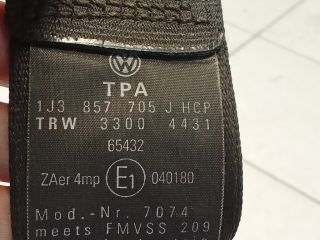 TPA
1J3 857 705 J HCP
TRW 3300 4431
65432
ZAer 4mp E1 040180
Mod.-Nr. 7074
meets FMVSS 209